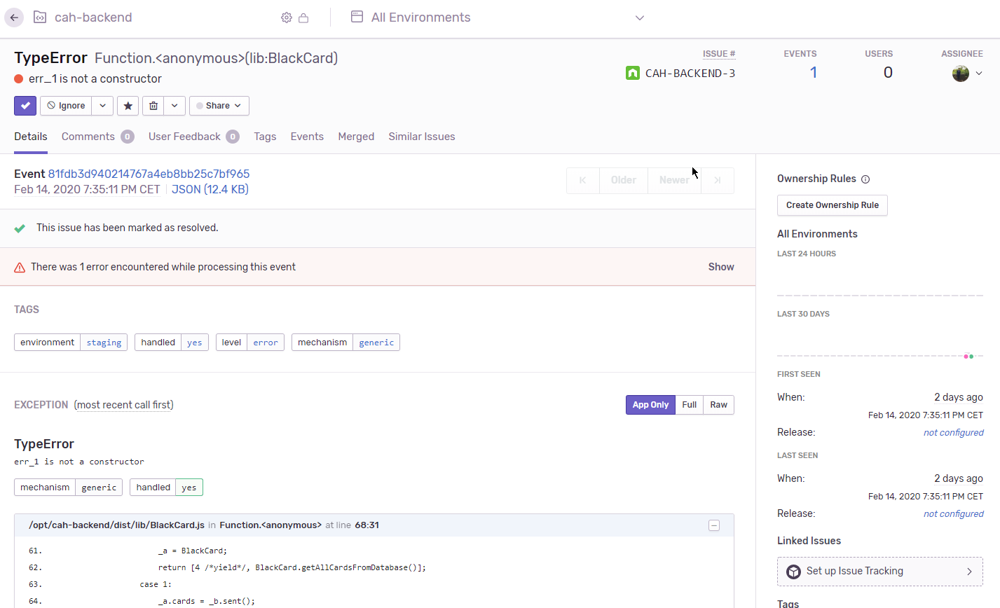 cah-backend
All Environments
TypeError Function.<anonymous>(lib:BlackCard)
err_1 is not a constructor
ISSUE # EVENTS USERS ASSIGNEE
CAH-BACKEND-3 1 0
Ignore Share
Details Comments 0 User Feedback 0 Tags Events Merged Similar Issues
Event 81fdb3d940214767a4eb8bb25c7bf965
Feb 14, 2020 7:35:11 PM CET JSON (12.4 KB)
Older Newer
This issue has been marked as resolved.
There was 1 error encountered while processing this event Show
TAGS
environment staging handled yes level error mechanism generic
EXCEPTION (most recent call first) App Only Full Raw
TypeError
err_1 is not a constructor
mechanism generic handled yes
/opt/cah-backend/dist/lib/BlackCard.js in Function.<anonymous> at line 68:31
61. _a = BlackCard;
62. return [4 /*yield*/, BlackCard.getAllCardsFromDatabase()];
63. case 1:
64. _a.cards = _b.sent();
Ownership Rules
Create Ownership Rule
All Environments
LAST 24 HOURS
LAST 30 DAYS
FIRST SEEN
When: 2 days ago
Feb 14, 2020 7:35:11 PM CET
Release: not configured
LAST SEEN
When: 2 days ago
Feb 14, 2020 7:35:11 PM CET
Release: not configured
Linked Issues
Set up Issue Tracking
Tags